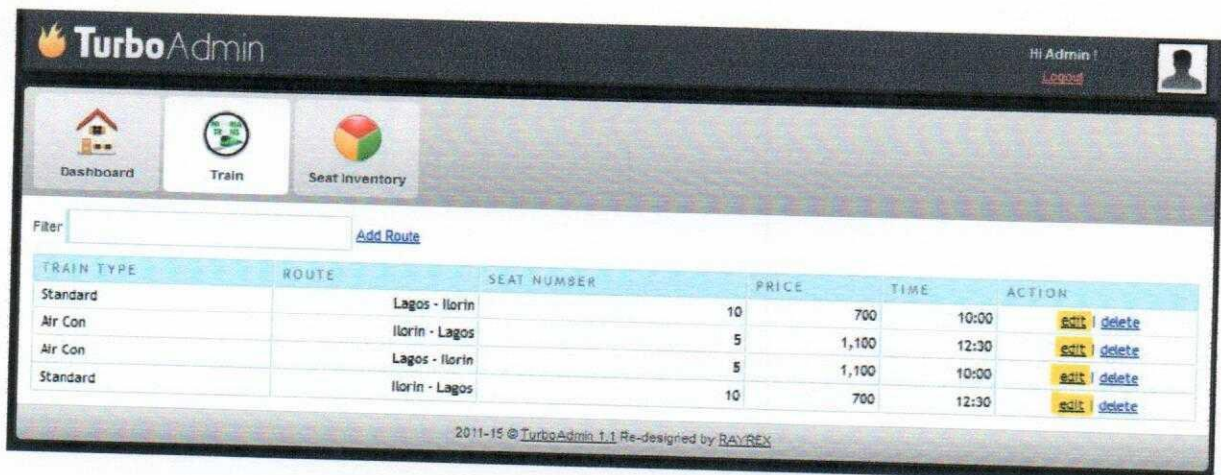 TurboAdmin
Hi Admin !
Logout
Dashboard
Train
Seat Inventory
Filter
Add Route
TRAIN TYPE ROUTE SEAT NUMBER PRICE TIME ACTION
Standard Lagos - Ilorin 10 700 10:00 edit | delete
Air Con Ilorin - Lagos 5 1,100 12:30 edit | delete
Air Con Lagos - Ilorin 5 1,100 10:00 edit | delete
Standard Ilorin - Lagos 10 700 12:30 edit | delete
2011-15 © TurboAdmin 1.1 Re-designed by RAYREX